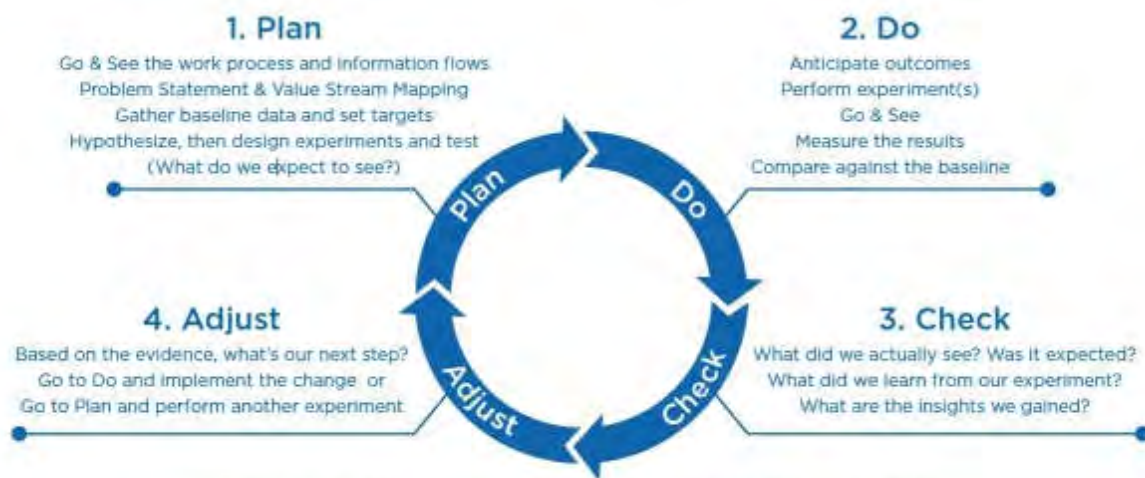 1. Plan
Go & See the work process and information flows
Problem Statement & Value Stream Mapping
Gather baseline data and set targets
Hypothesize, then design experiments and test
(What do we expect to see?)
2. Do
Anticipate outcomes
Perform experiment(s)
Go & See
Measure the results
Compare against the baseline
Plan
Do
Check
Adjust
3. Check
What did we actually see? Was it expected?
What did we learn from our experiment?
What are the insights we gained?
4. Adjust
Based on the evidence, what's our next step?
Go to Do and implement the change or
Go to Plan and perform another experiment